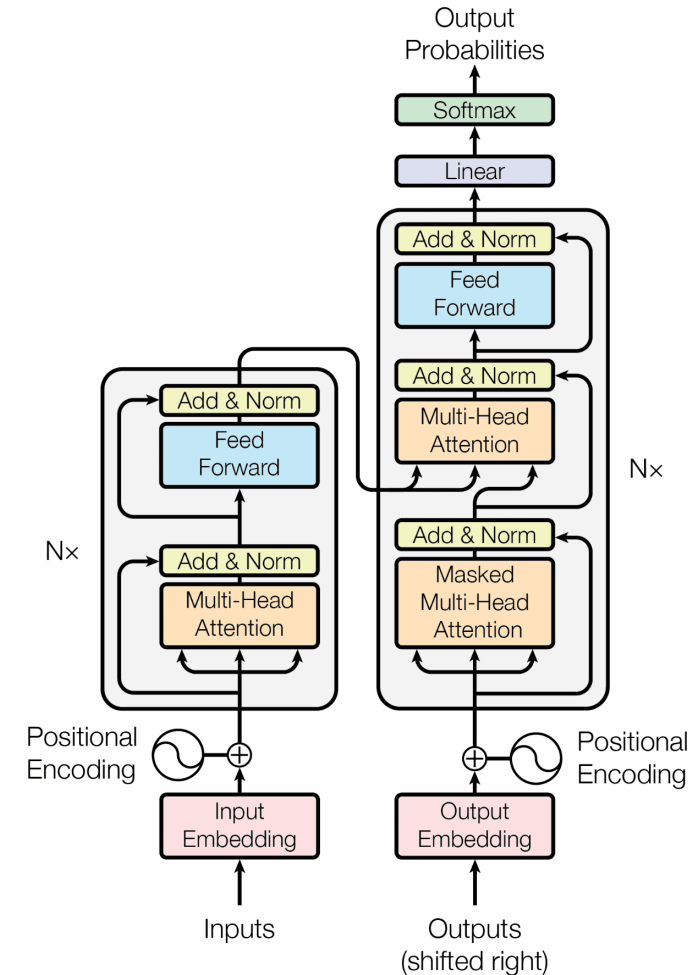 Output
Probabilities
Softmax
Linear
Add & Norm
Feed
Forward
Add & Norm
Multi-Head
Attention
Add & Norm
Masked
Multi-Head
Attention
Nx
Add & Norm
Feed
Forward
Add & Norm
Multi-Head
Attention
N×
Positional
Encoding
Positional
Encoding
Input
Embedding
Output
Embedding
Inputs
Outputs
(shifted right)